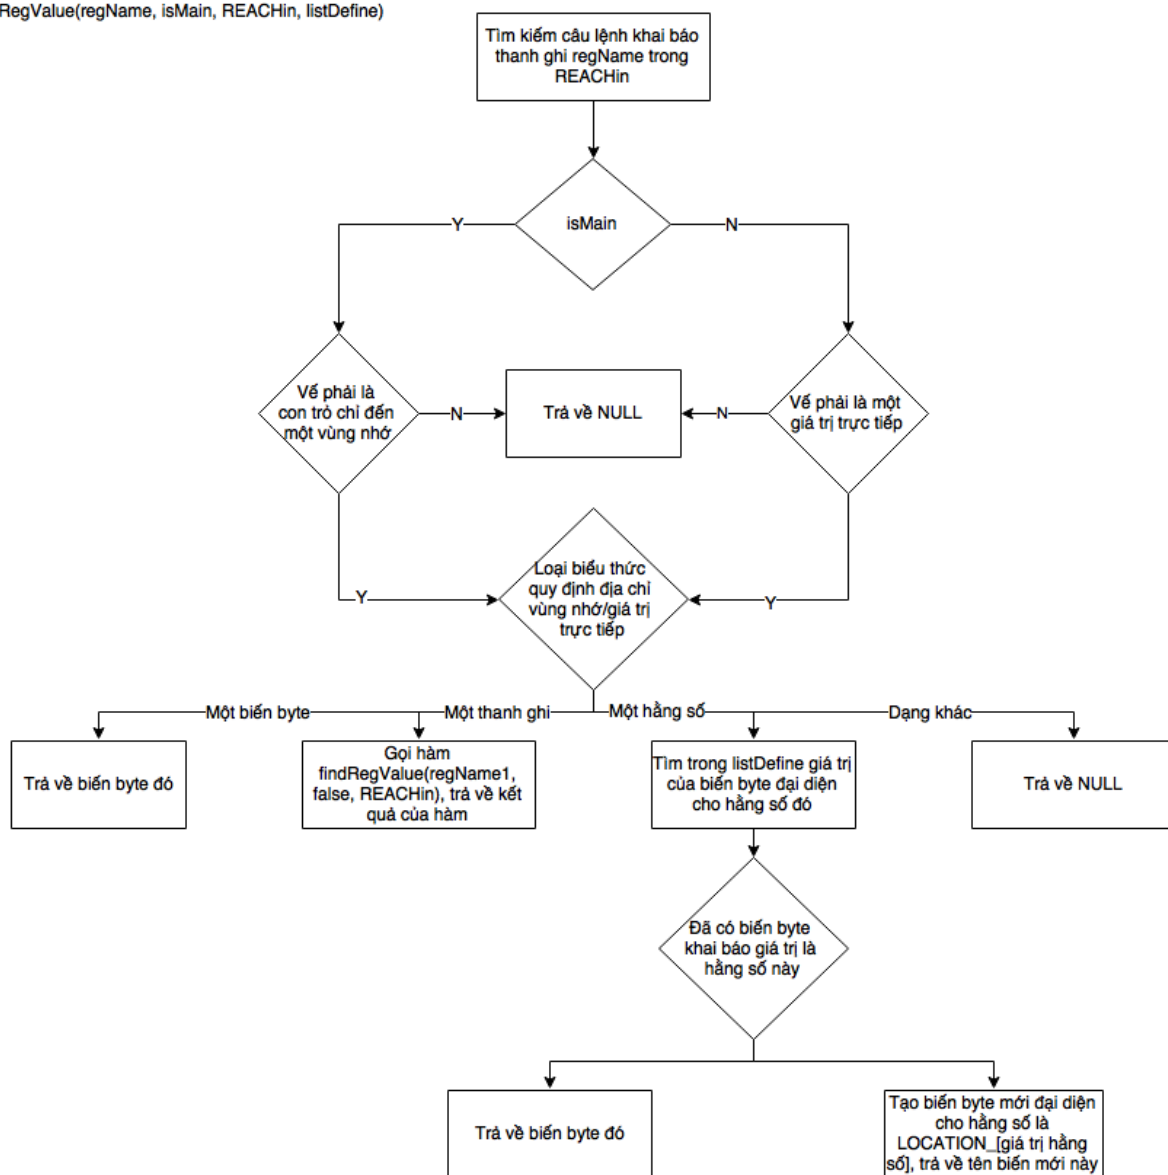 RegValue(regName, isMain, REACHin, listDefine)
Tìm kiếm câu lệnh khai báo
thanh ghi regName trong
REACHin
isMain
Y
N
Vế phải là
con trỏ chỉ đến
một vùng nhớ
N
Trả về NULL
N
Vế phải là một
giá trị trực tiếp
Loại biểu thức
quy định địa chỉ
vùng nhớ/giá trị
trực tiếp
Y
Y
Một biến byte
Một thanh ghi
Một hằng số
Dạng khác
Trả về biến byte đó
Gọi hàm
findRegValue(regName1,
false, REACHin), trả về kết
quả của hàm
Tìm trong listDefine giá trị
của biến byte đại diện
cho hằng số đó
Trả về NULL
Đã có biến byte
khai báo giá trị là
hằng số này
Trả về biến byte đó
Tạo biến byte mới đại diện
cho hằng số là
LOCATION_[giá trị hằng
số], trả về tên biến mới này